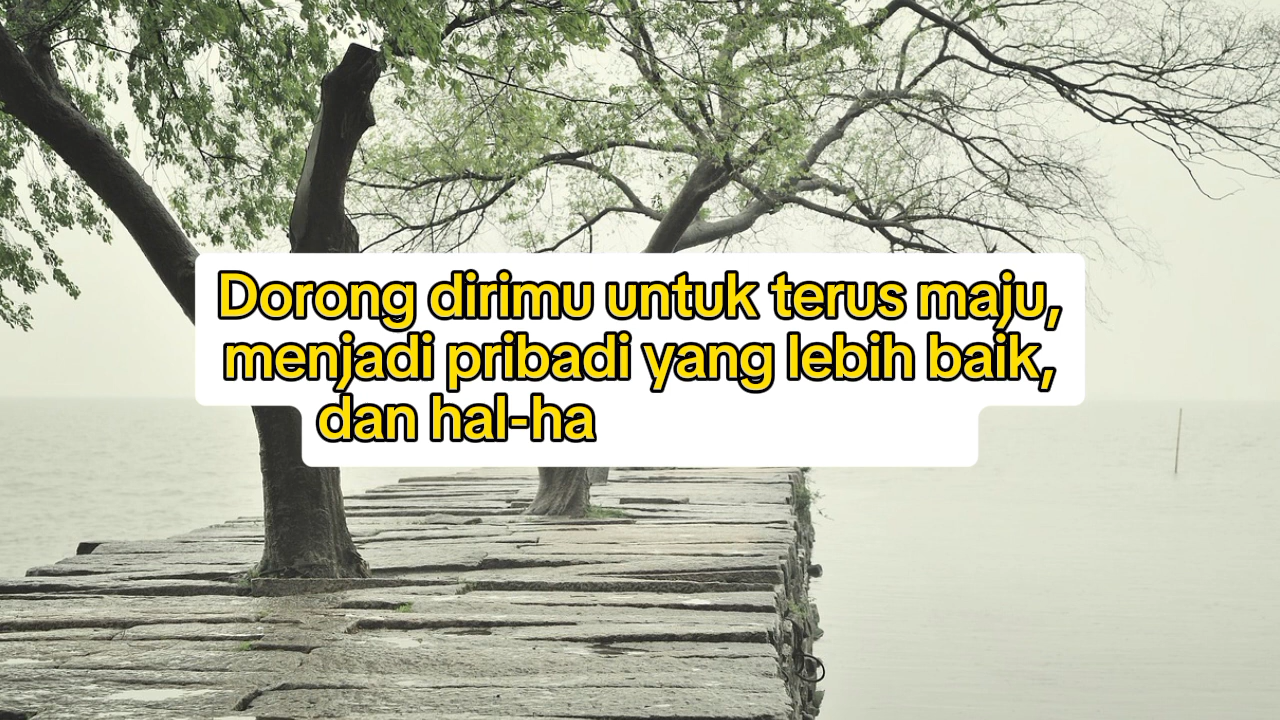 Dorong dirimu untuk terus maju,
menjadi pribadi yang lebih baik,
dan hal-ha